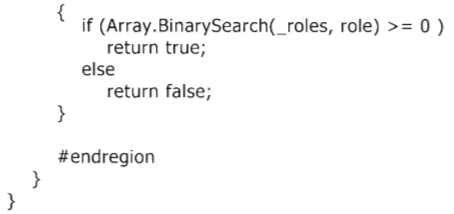 {
if (Array.BinarySearch(_roles, role) >= 0 )
return true;
else
return false;
}
#endregion
}
}